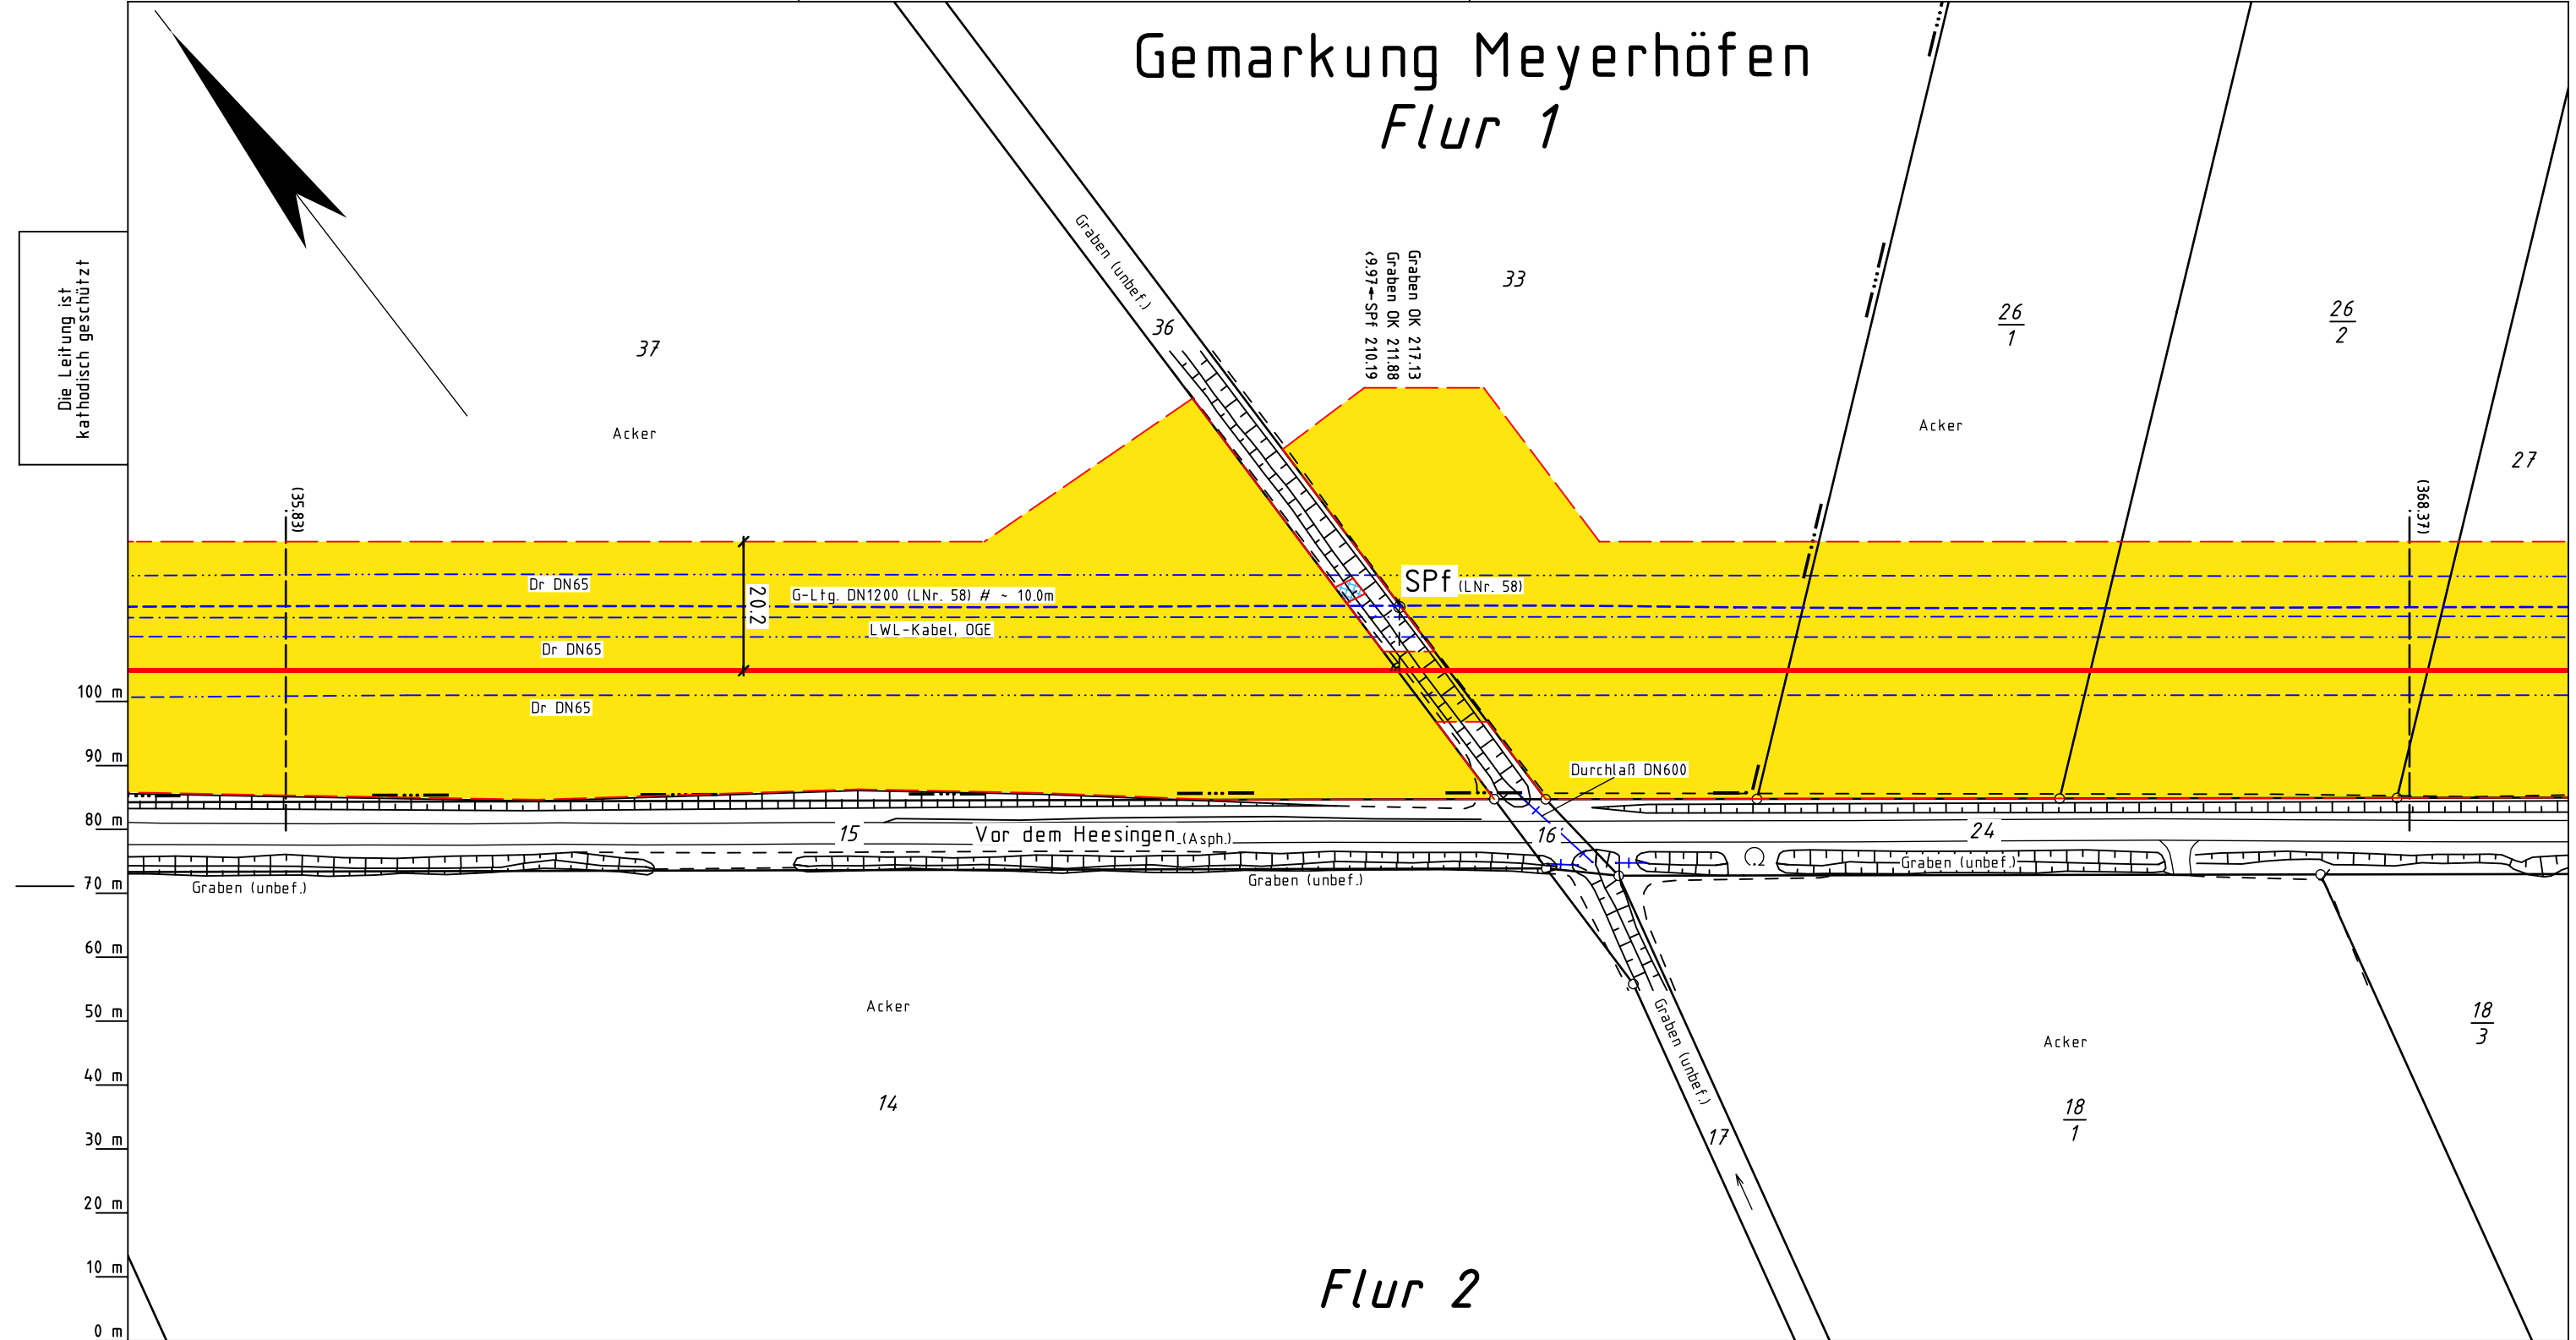 Gemarkung Meyerhöfen
Flur 1
Die Leitung ist
kathodisch geschützt
Graben (unbef.)
36
Graben OK 217.13
Graben OK 211.88
<9.97 SPf 210.19
33
37
26
1
26
2
27
Acker
Acker
(35.83)
(368.37)
Dr DN65
20.2
G-Ltg. DN1200 (LNr. 58) # ~ 10.0m
SPf (LNr. 58)
LWL-Kabel, OGE
Dr DN65
Dr DN65
100 m
90 m
80 m
70 m
60 m
50 m
40 m
30 m
20 m
10 m
0 m
Durchlaß DN600
15
Vor dem Heesingen (Asph.)
16
24
Graben (unbef.)
Graben (unbef.)
Graben (unbef.)
Acker
14
Graben (unbef.)
17
Acker
18
1
18
3
Flur 2